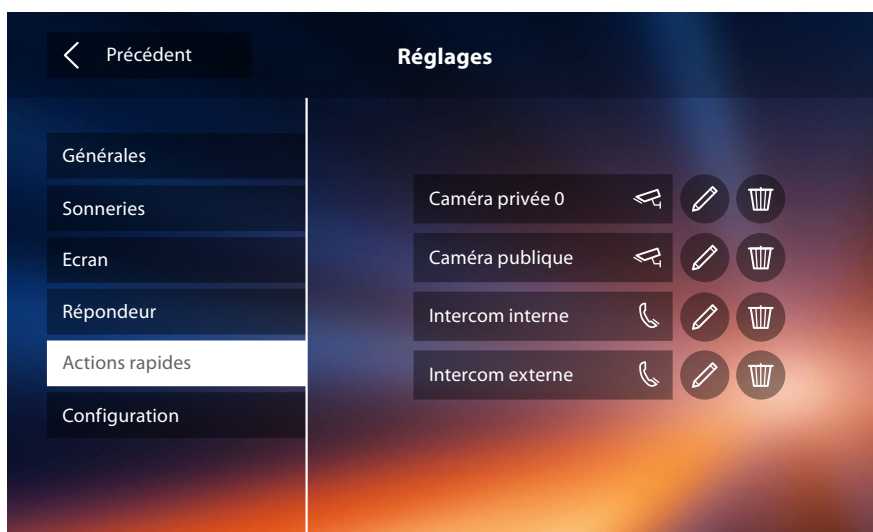 Précédent
Réglages
Générales
Sonneries
Ecran
Répondeur
Actions rapides
Configuration
Caméra privée 0
Caméra publique
Intercom interne
Intercom externe